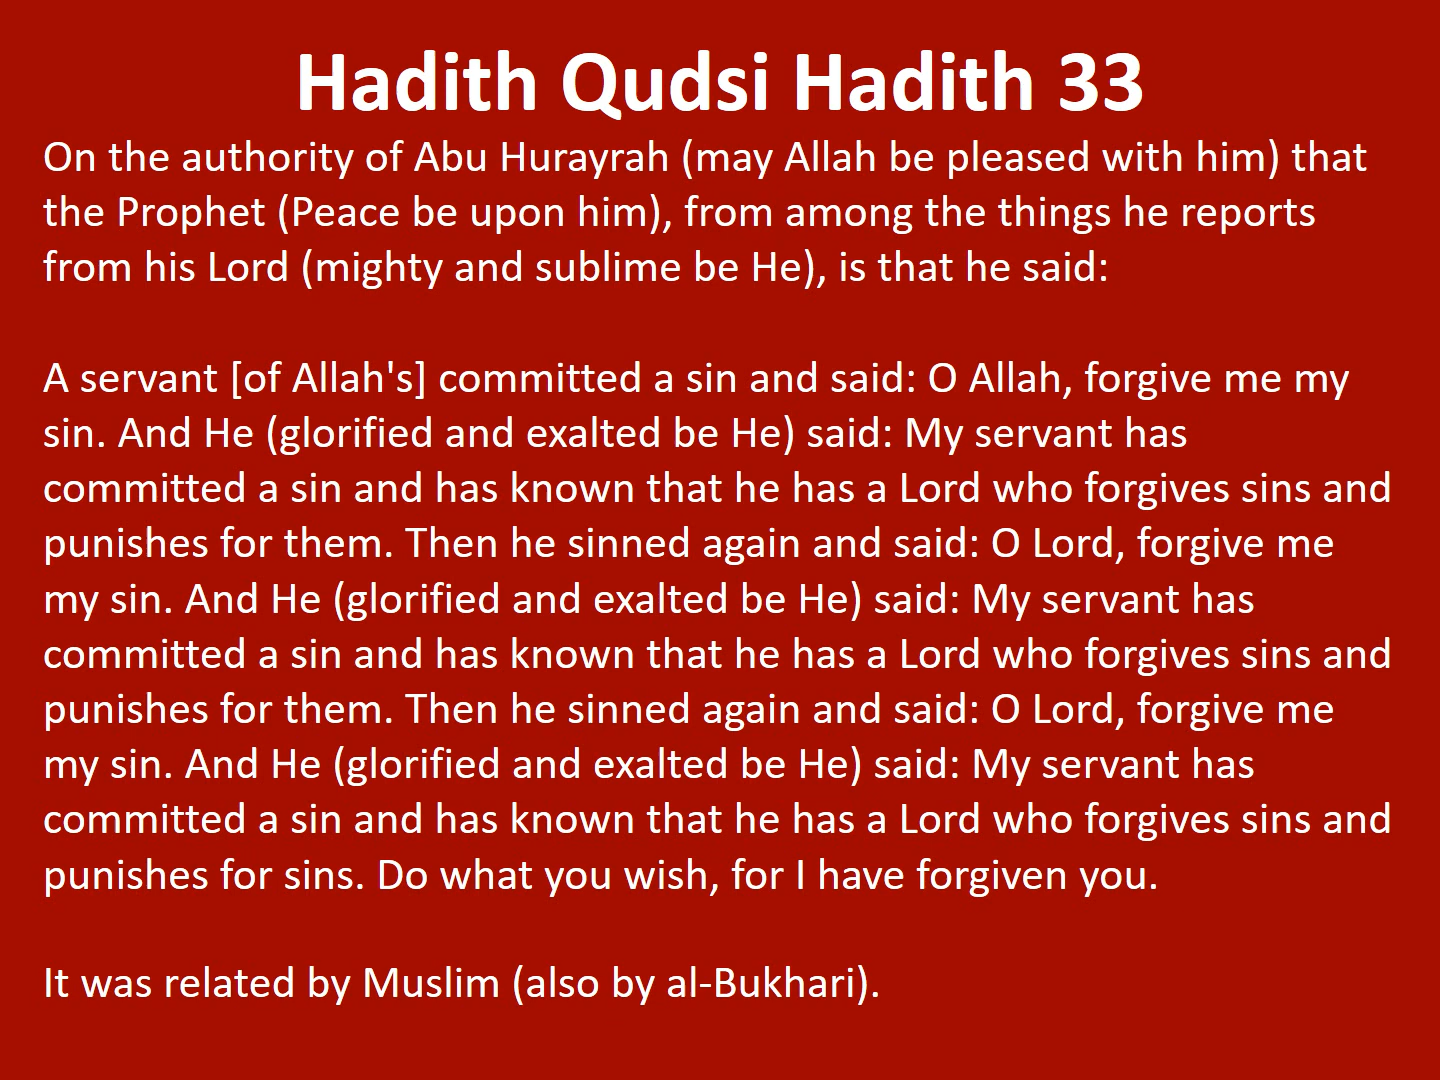 Hadith Qudsi Hadith 33
On the authority of Abu Hurayrah (may Allah be pleased with him) that
the Prophet (Peace be upon him), from among the things he reports
from his Lord (mighty and sublime be He), is that he said:
A servant [of Allah's] committed a sin and said: O Allah, forgive me my
sin. And He (glorified and exalted be He) said: My servant has
committed a sin and has known that he has a Lord who forgives sins and
punishes for them. Then he sinned again and said: O Lord, forgive me
my sin. And He (glorified and exalted be He) said: My servant has
committed a sin and has known that he has a Lord who forgives sins and
punishes for them. Then he sinned again and said: O Lord, forgive me
my sin. And He (glorified and exalted be He) said: My servant has
committed a sin and has known that he has a Lord who forgives sins and
punishes for sins. Do what you wish, for I have forgiven you.
It was related by Muslim (also by al-Bukhari).